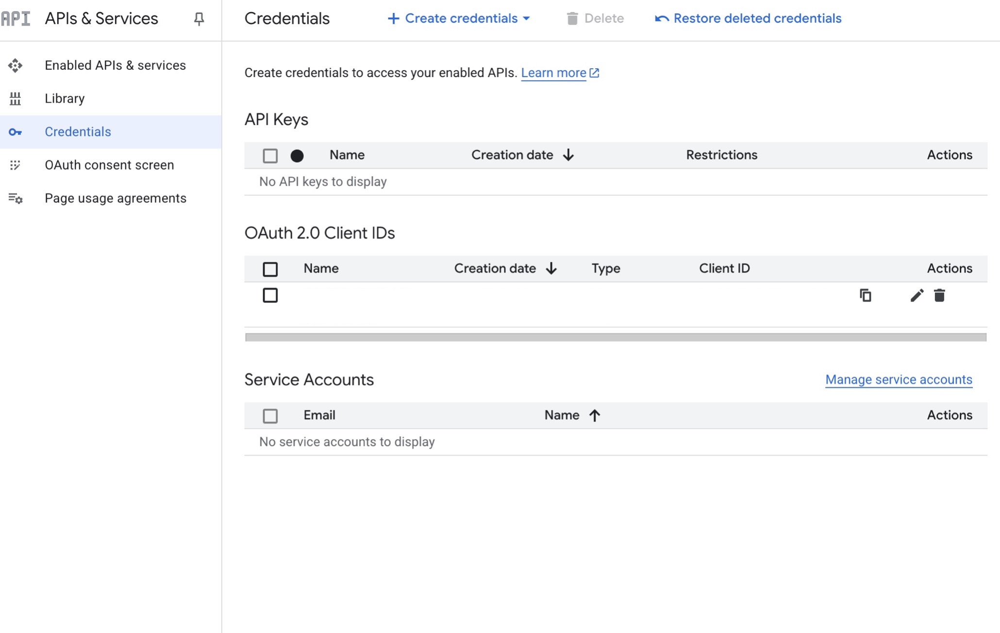 API APIs & Services
Credentials
Create credentials
Delete
Restore deleted credentials
Enabled APIs & services
Library
Credentials
OAuth consent screen
Page usage agreements
Create credentials to access your enabled APIs. Learn more
API Keys
Name Creation date Restrictions Actions
No API keys to display
OAuth 2.0 Client IDs
Name Creation date Type Client ID Actions
Service Accounts
Manage service accounts
Email Name Actions
No service accounts to display